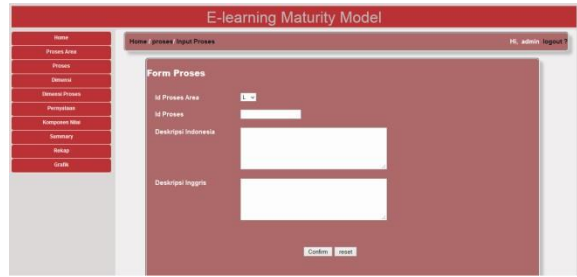 E-learning Maturity Model
Home
Proses Area
Proses
Dimensi
Dimensi Proses
Pernyataan
Komponen Nilai
Summary
Rekap
Grafik
Home / proses / Input Proses
Hi, admin logout ?
Form Proses
Id Proses Area
L
Id Proses
Deskripsi Indonesia
Deskripsi Inggris
Confirm reset